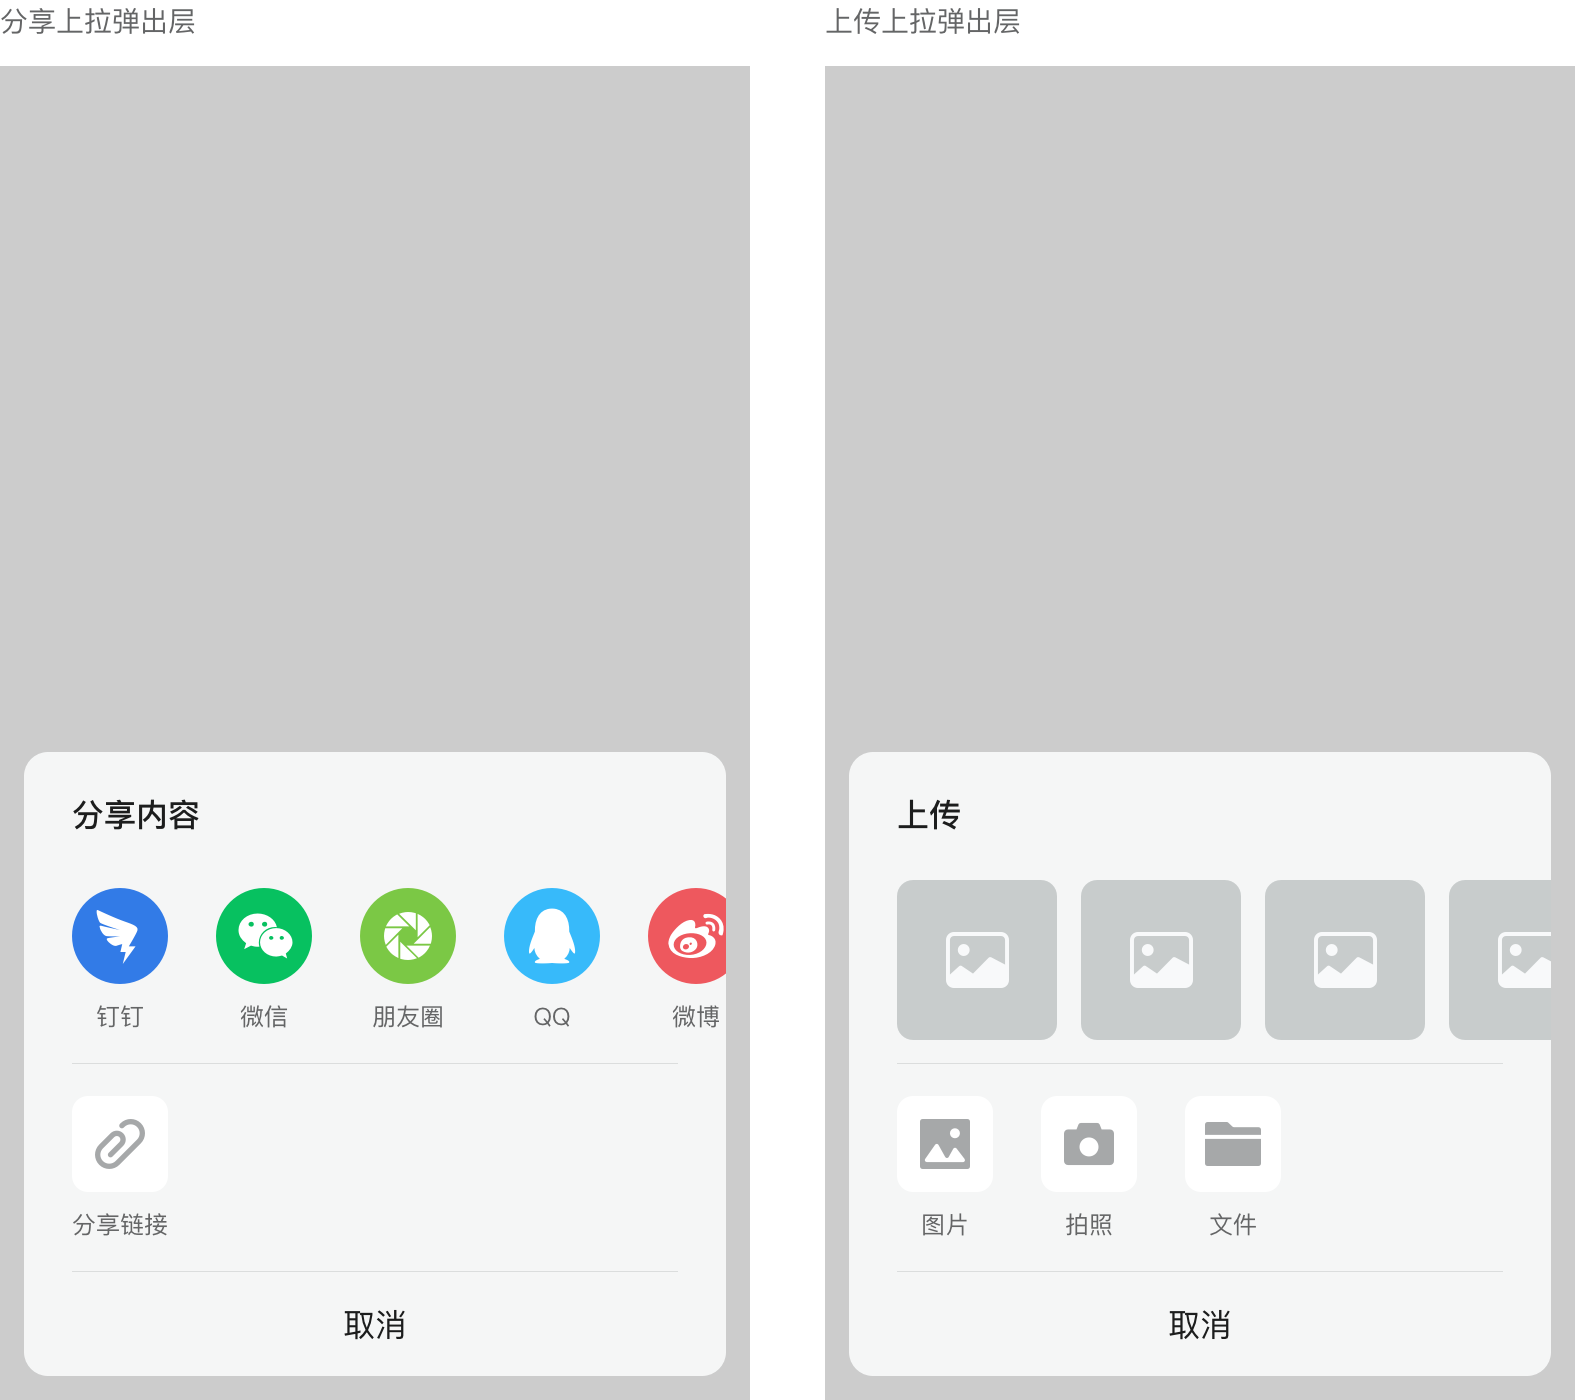 分享上拉弹出层
上传上拉弹出层
分享内容
钉钉
微信
朋友圈
QQ
微博
分享链接
取消
上传
图片
拍照
文件
取消